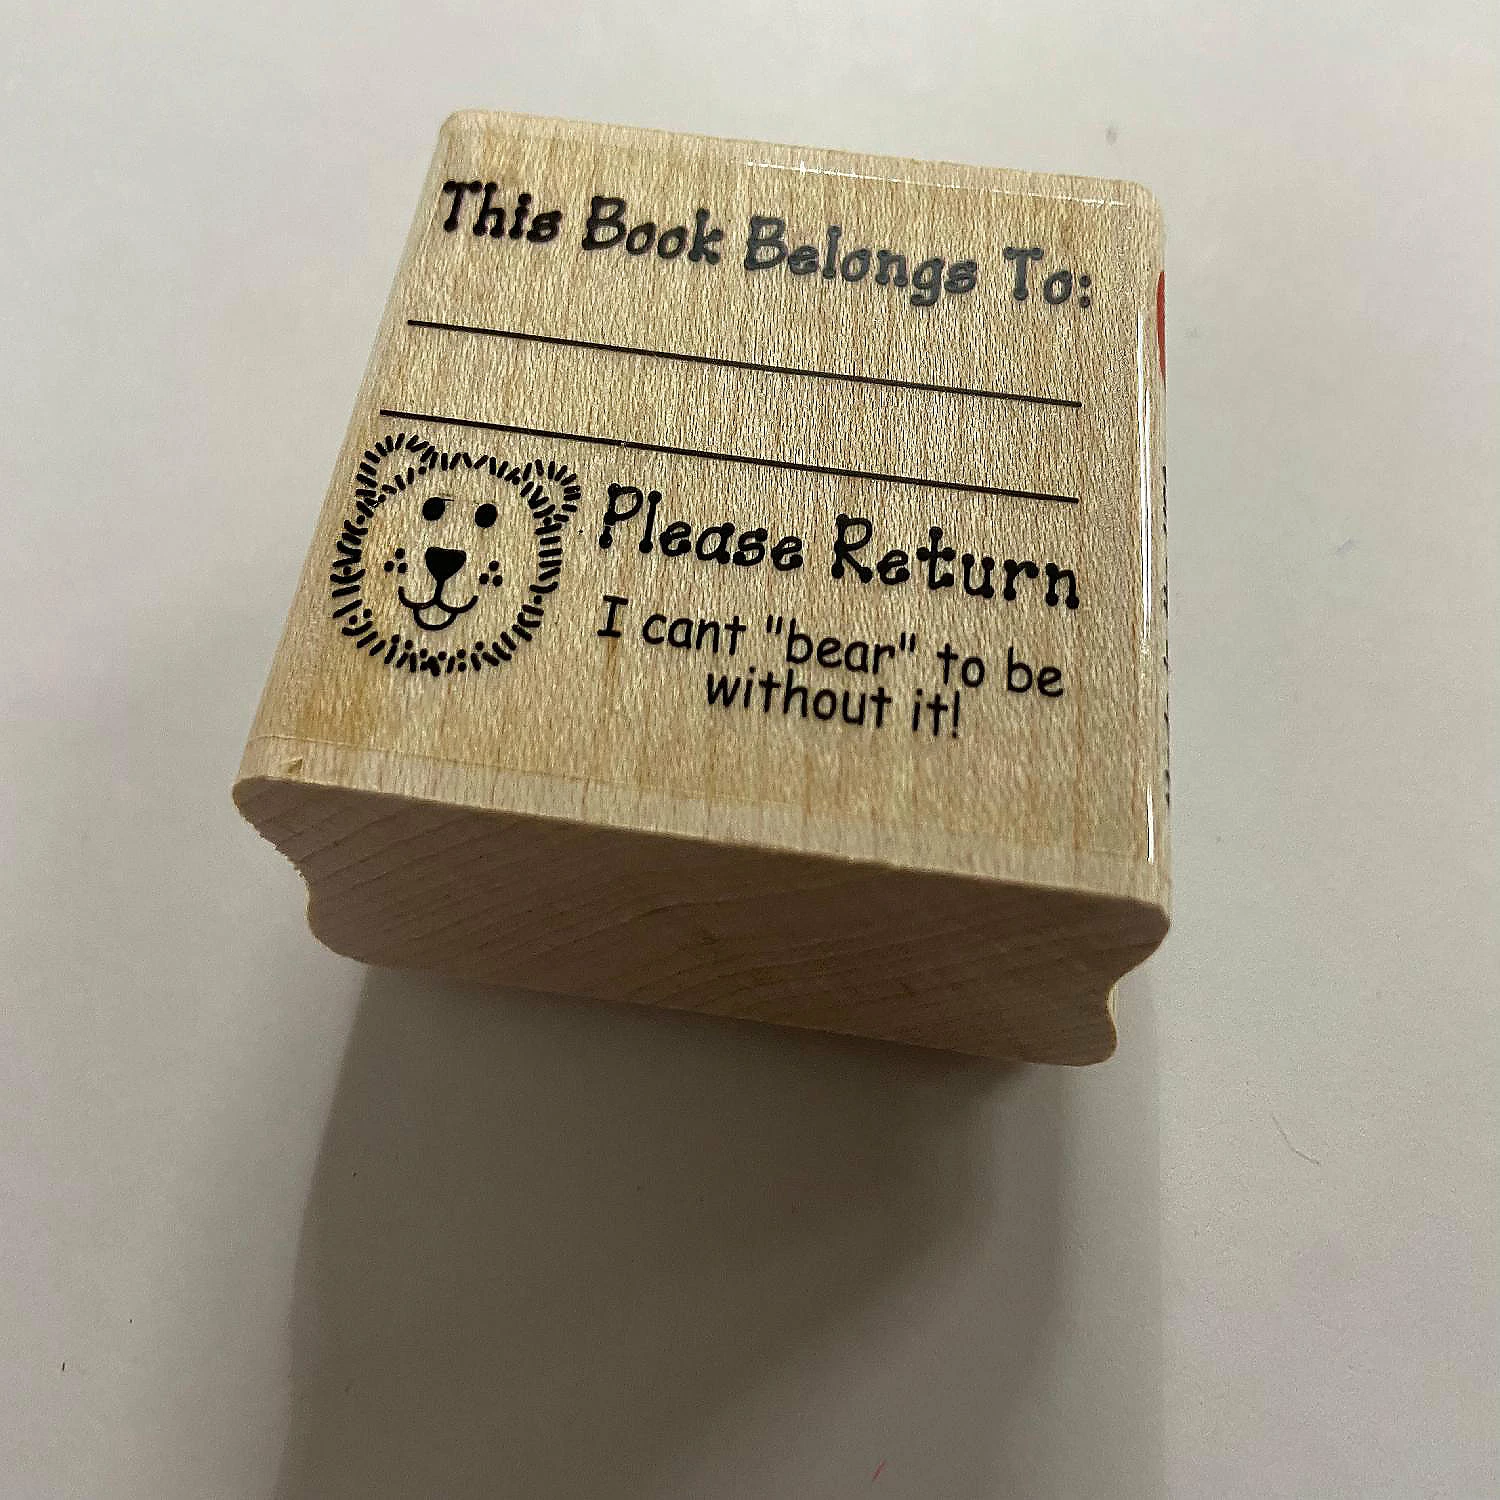 This Book Belongs To:
Please Return
I cant "bear" to be
without it!